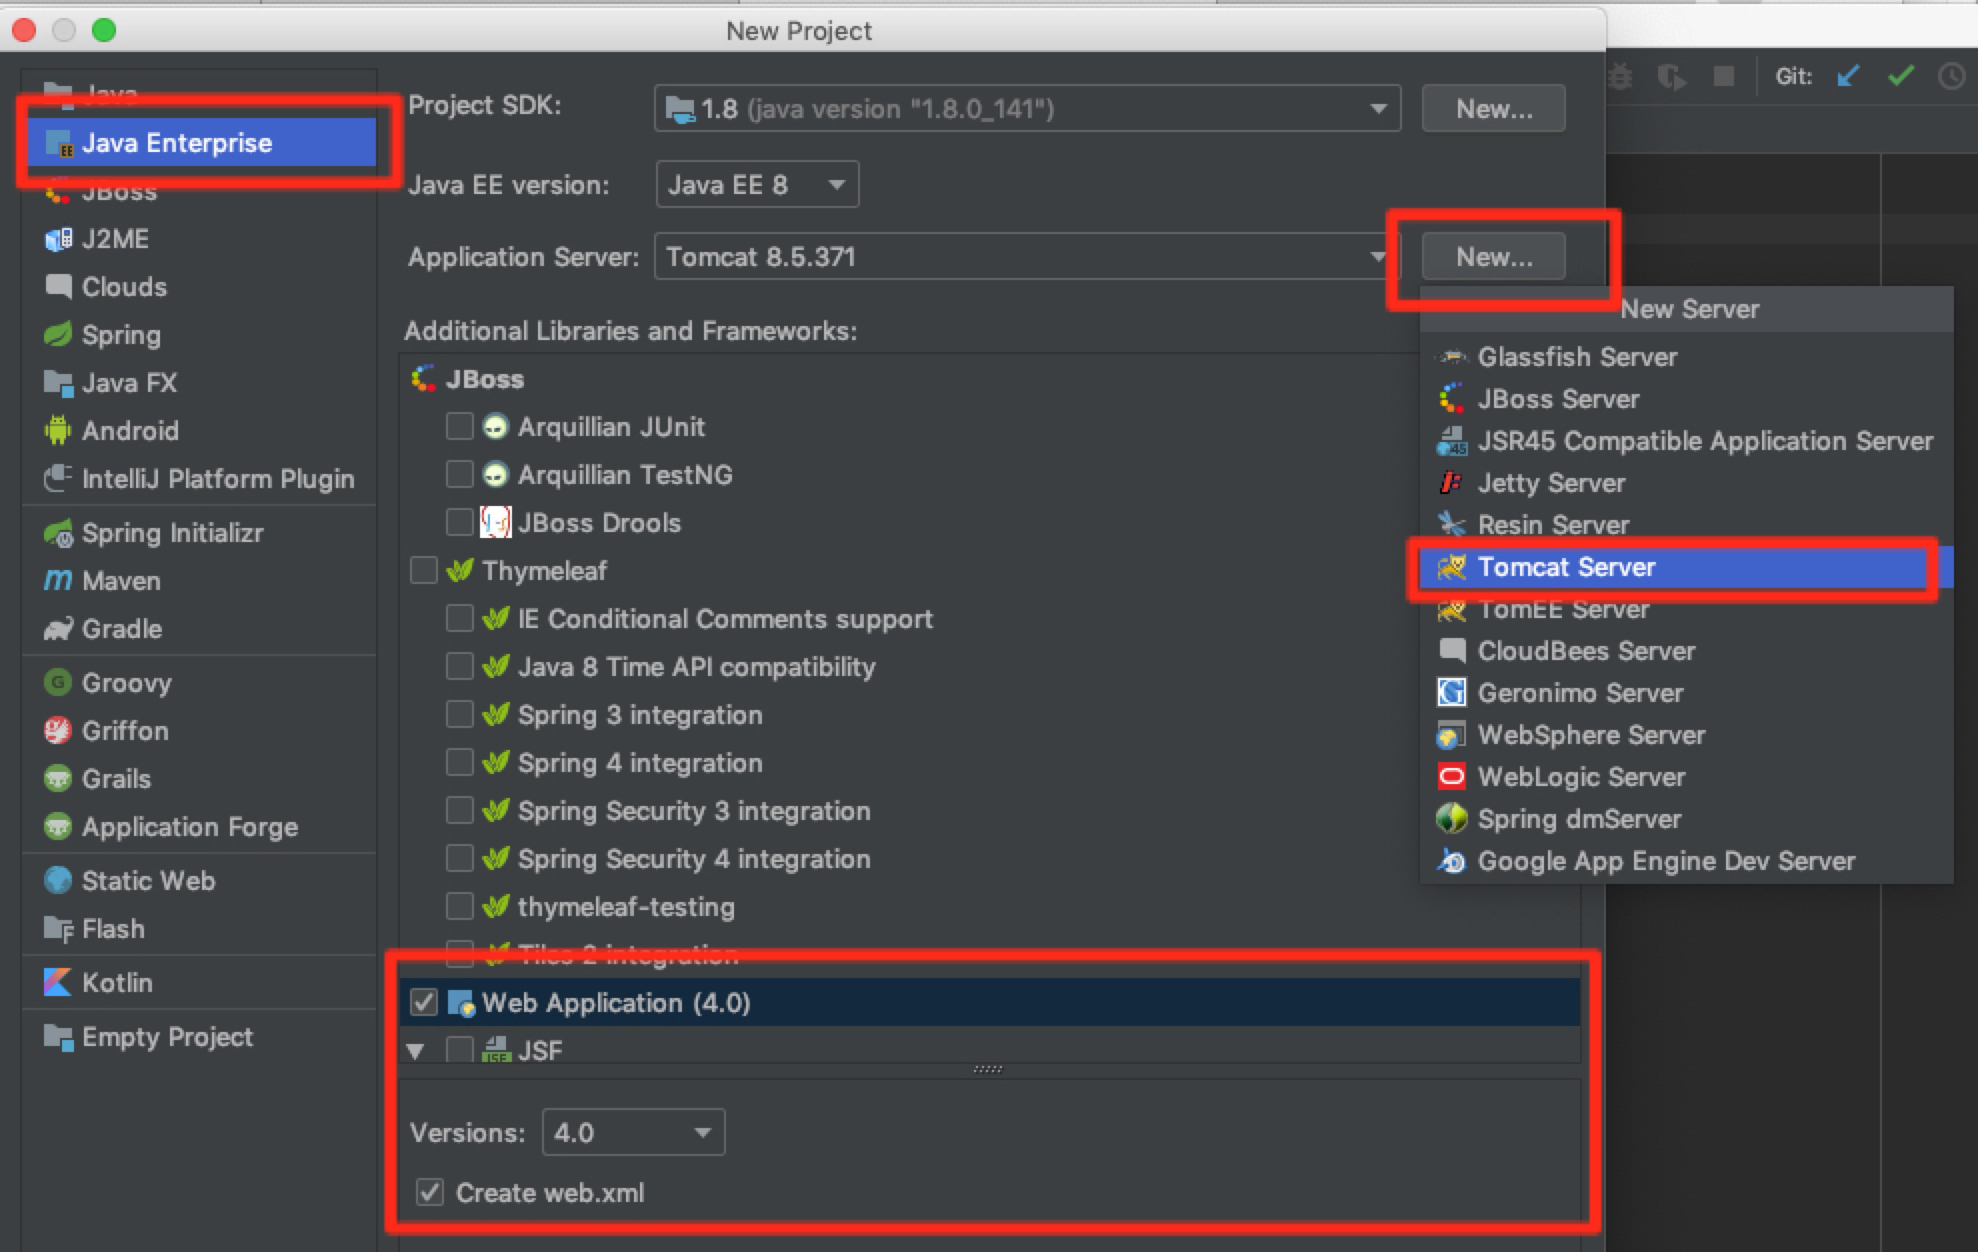 New Project
Java
Java Enterprise
JBoss
J2ME
Clouds
Spring
Java FX
Android
IntelliJ Platform Plugin
Spring Initializr
Maven
Gradle
Groovy
Griffon
Grails
Application Forge
Static Web
Flash
Kotlin
Empty Project
Project SDK: 1.8 (java version "1.8.0_141") New...
Java EE version: Java EE 8
Application Server: Tomcat 8.5.371 New...
Additional Libraries and Frameworks:
JBoss
Arquillian JUnit
Arquillian TestNG
JBoss Drools
Thymeleaf
IE Conditional Comments support
Java 8 Time API compatibility
Spring 3 integration
Spring 4 integration
Spring Security 3 integration
Spring Security 4 integration
thymeleaf-testing
Tiles 2 integration
Web Application (4.0)
JSF
Versions: 4.0
Create web.xml
Git:
New Server
Glassfish Server
JBoss Server
JSR45 Compatible Application Server
Jetty Server
Resin Server
Tomcat Server
TomEE Server
CloudBees Server
Geronimo Server
WebSphere Server
WebLogic Server
Spring dmServer
Google App Engine Dev Server